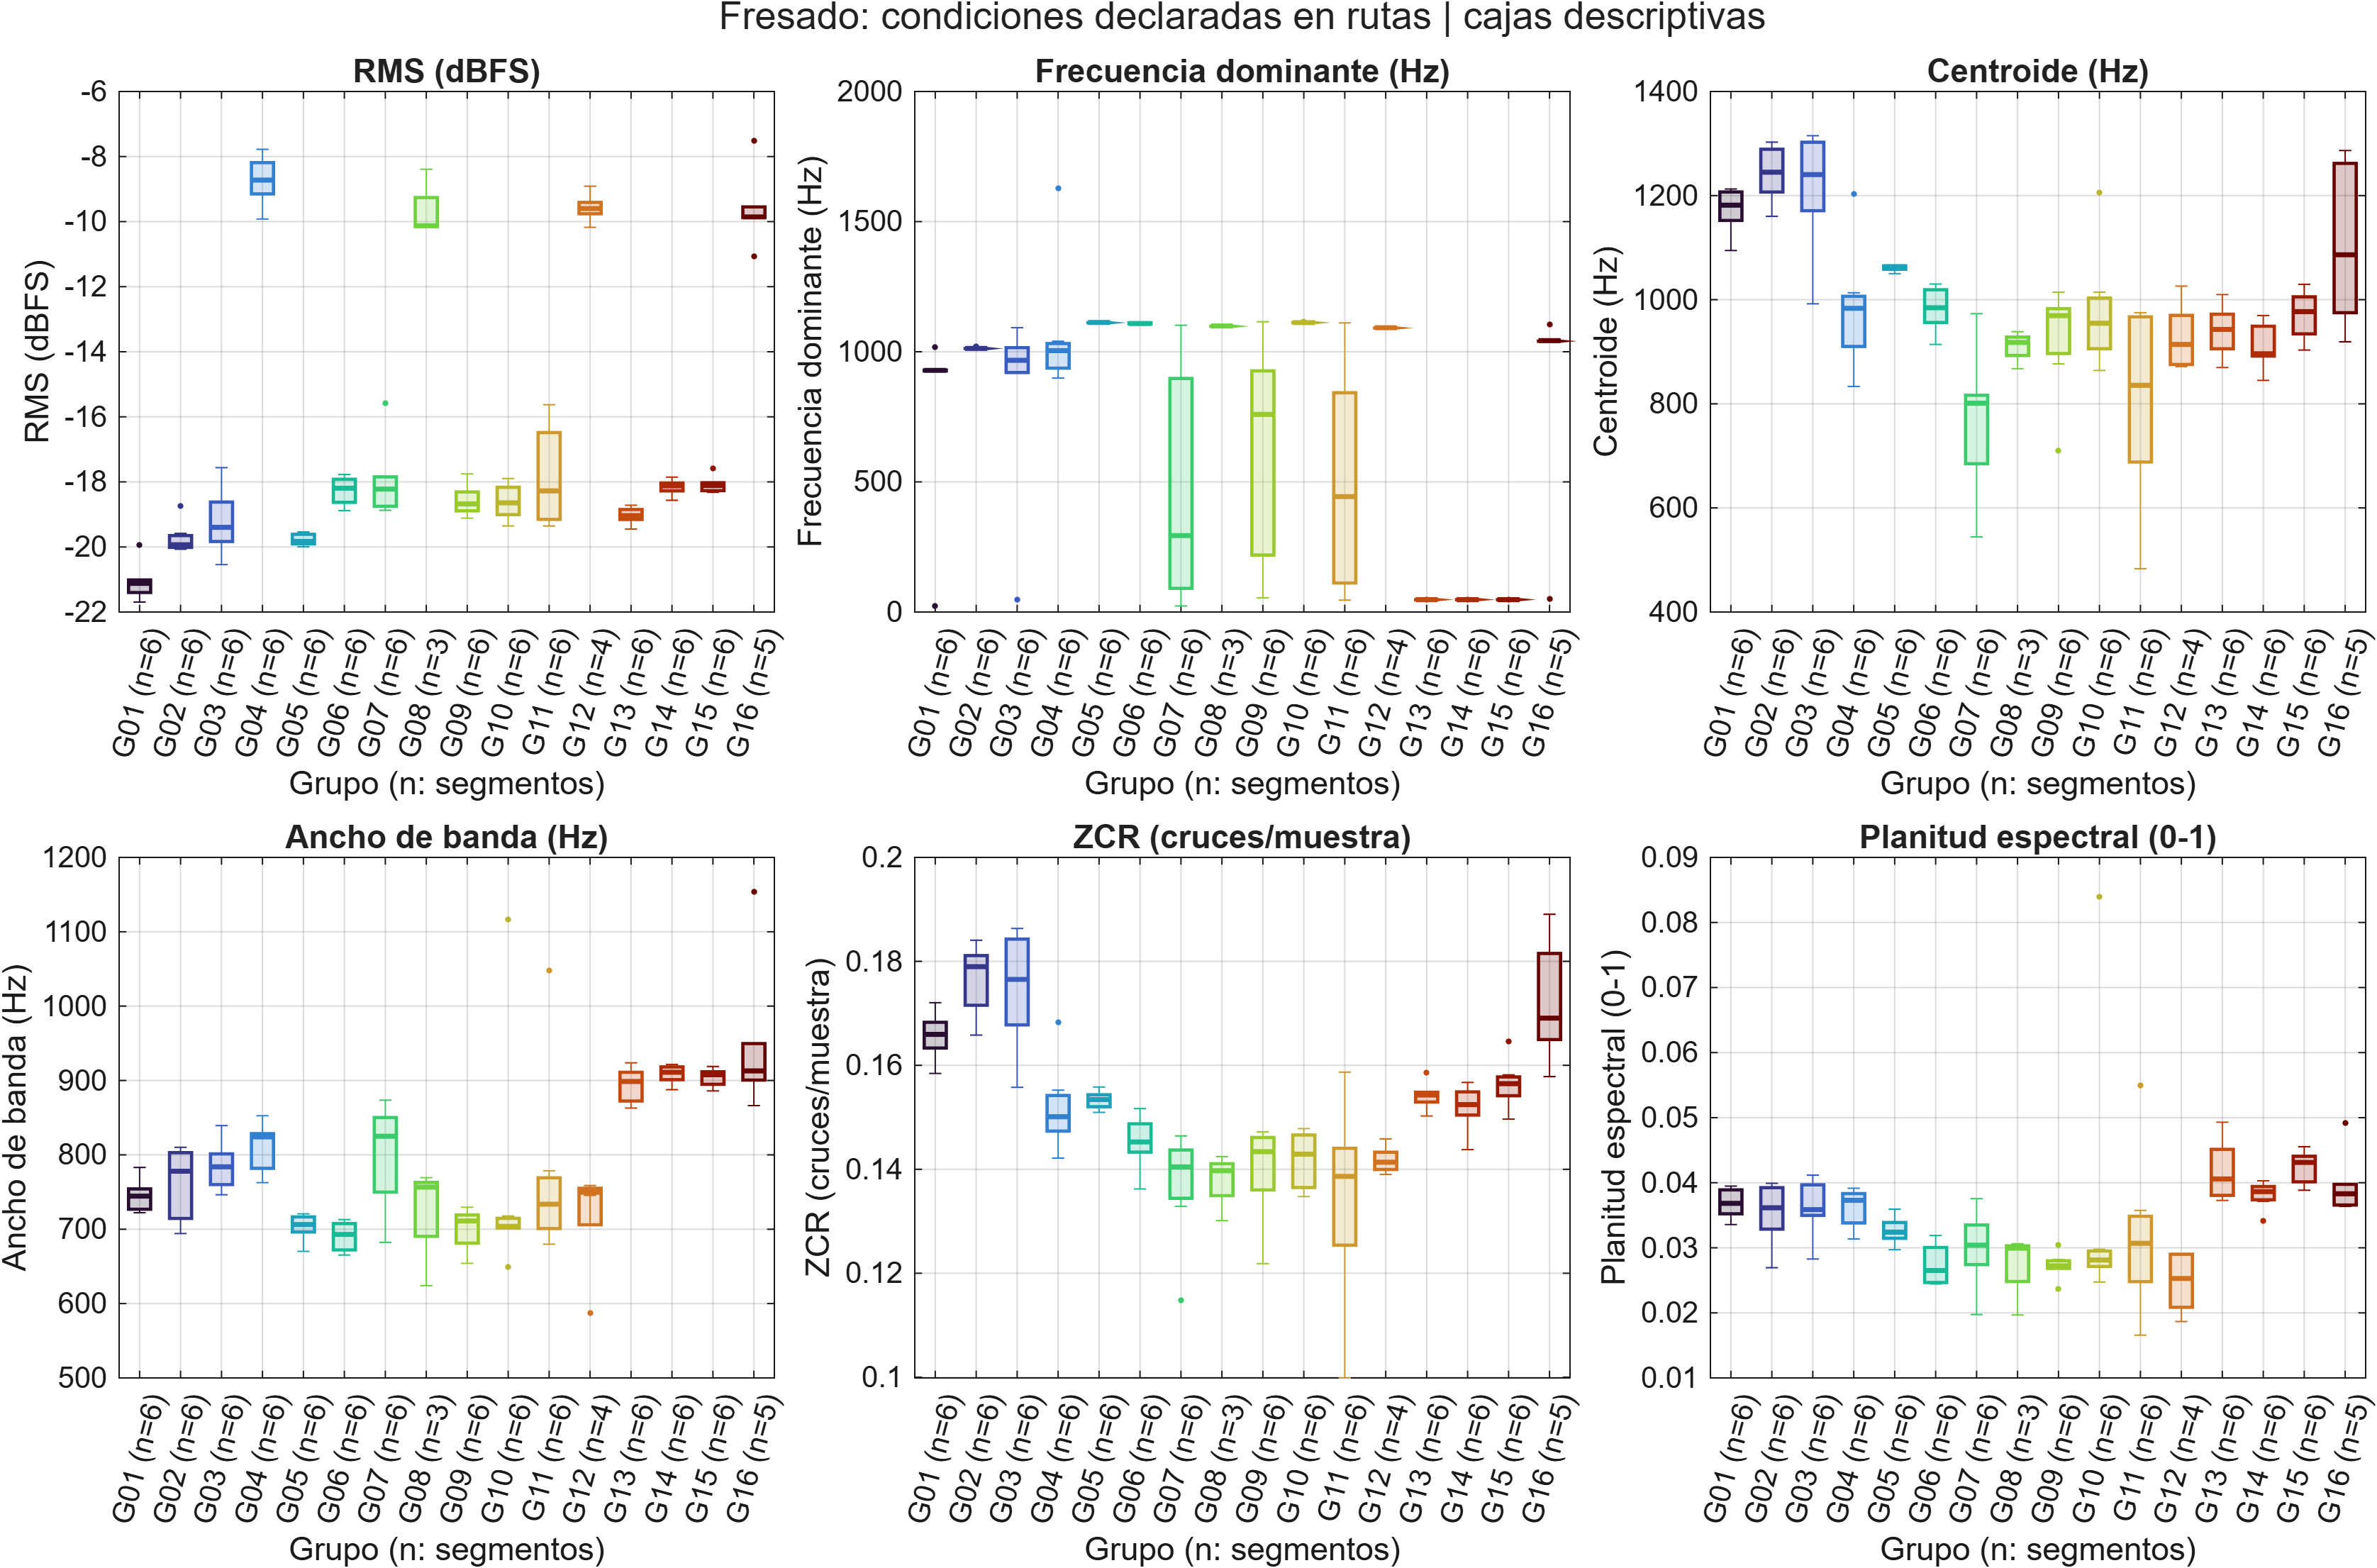 Fresado: condiciones declaradas en rutas | cajas descriptivas
RMS (dBFS)
RMS (dBFS)
-6
-8
-10
-12
-14
-16
-18
-20
-22
G01 (n=6)
G02 (n=6)
G03 (n=6)
G04 (n=6)
G05 (n=6)
G06 (n=6)
G07 (n=6)
G08 (n=3)
G09 (n=6)
G10 (n=6)
G11 (n=6)
G12 (n=4)
G13 (n=6)
G14 (n=6)
G15 (n=6)
G16 (n=5)
Grupo (n: segmentos)
Frecuencia dominante (Hz)
Frecuencia dominante (Hz)
2000
1500
1000
500
0
G01 (n=6)
G02 (n=6)
G03 (n=6)
G04 (n=6)
G05 (n=6)
G06 (n=6)
G07 (n=6)
G08 (n=3)
G09 (n=6)
G10 (n=6)
G11 (n=6)
G12 (n=4)
G13 (n=6)
G14 (n=6)
G15 (n=6)
G16 (n=5)
Grupo (n: segmentos)
Centroide (Hz)
Centroide (Hz)
1400
1200
1000
800
600
400
G01 (n=6)
G02 (n=6)
G03 (n=6)
G04 (n=6)
G05 (n=6)
G06 (n=6)
G07 (n=6)
G08 (n=3)
G09 (n=6)
G10 (n=6)
G11 (n=6)
G12 (n=4)
G13 (n=6)
G14 (n=6)
G15 (n=6)
G16 (n=5)
Grupo (n: segmentos)
Ancho de banda (Hz)
Ancho de banda (Hz)
1200
1100
1000
900
800
700
600
500
G01 (n=6)
G02 (n=6)
G03 (n=6)
G04 (n=6)
G05 (n=6)
G06 (n=6)
G07 (n=6)
G08 (n=3)
G09 (n=6)
G10 (n=6)
G11 (n=6)
G12 (n=4)
G13 (n=6)
G14 (n=6)
G15 (n=6)
G16 (n=5)
Grupo (n: segmentos)
ZCR (cruces/muestra)
ZCR (cruces/muestra)
0.2
0.18
0.16
0.14
0.12
0.1
G01 (n=6)
G02 (n=6)
G03 (n=6)
G04 (n=6)
G05 (n=6)
G06 (n=6)
G07 (n=6)
G08 (n=3)
G09 (n=6)
G10 (n=6)
G11 (n=6)
G12 (n=4)
G13 (n=6)
G14 (n=6)
G15 (n=6)
G16 (n=5)
Grupo (n: segmentos)
Planitud espectral (0-1)
Planitud espectral (0-1)
0.09
0.08
0.07
0.06
0.05
0.04
0.03
0.02
0.01
G01 (n=6)
G02 (n=6)
G03 (n=6)
G04 (n=6)
G05 (n=6)
G06 (n=6)
G07 (n=6)
G08 (n=3)
G09 (n=6)
G10 (n=6)
G11 (n=6)
G12 (n=4)
G13 (n=6)
G14 (n=6)
G15 (n=6)
G16 (n=5)
Grupo (n: segmentos)